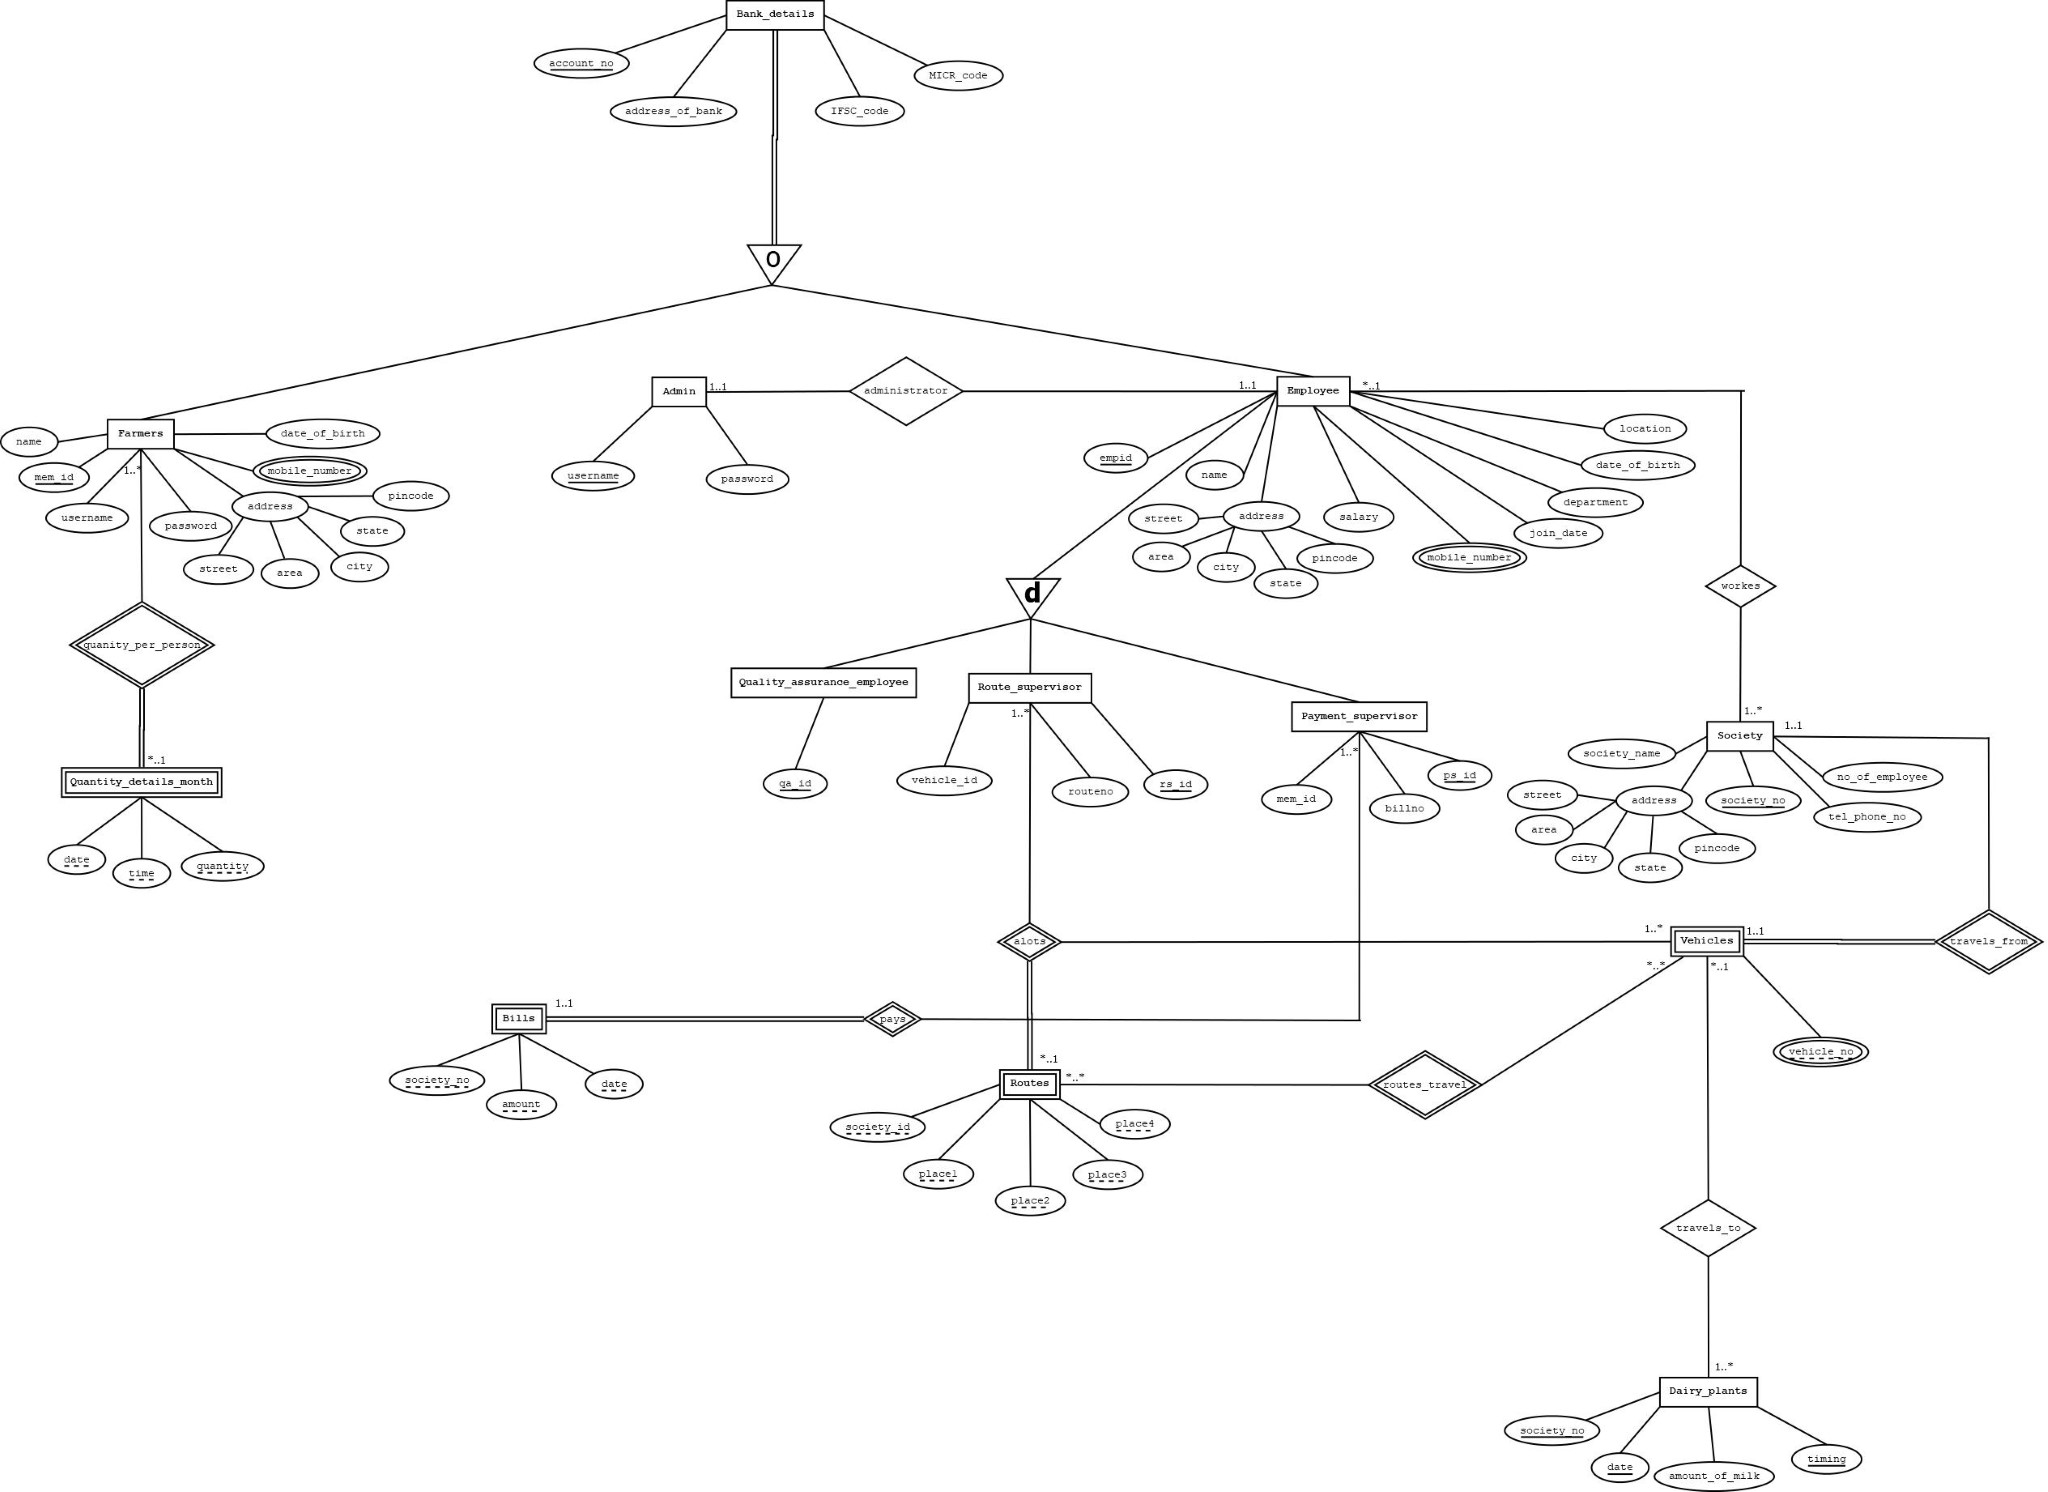 Bank_details
account_no
MICR_code
address_of_bank
IFSC_code
O
Admin
1..1
administrator
1..1
Employee
*..1
Farmers
name
date_of_birth
mobile_number
1..*
mem_id
username
password
address
pincode
state
street
area
city
username
password
empid
name
location
date_of_birth
department
join_date
mobile_number
salary
address
street
area
city
state
pincode
d
workes
quanity_per_person
Quality_assurance_employee
Route_supervisor
1..*
Payment_supervisor
1..*
1..*
Society
1..1
society_name
no_of_employee
society_no
tel_phone_no
address
street
area
city
state
pincode
*..1
Quantity_details_month
date
time
quantity
qa_id
vehicle_id
routeno
rs_id
mem_id
billno
ps_id
alots
1..*
Vehicles
1..1
travels_from
*..*
*..1
vehicle_no
Bills
1..1
pays
society_no
amount
date
*..1
Routes
*..*
routes_travel
society_id
place1
place2
place3
place4
travels_to
1..*
Dairy_plants
society_no
date
amount_of_milk
timing